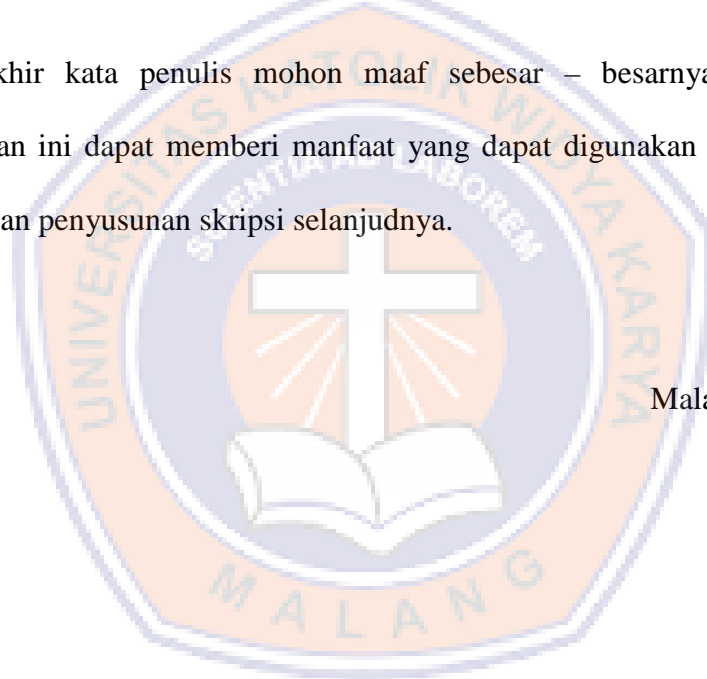 khir kata penulis mohon maaf sebesar – besarnya
an ini dapat memberi manfaat yang dapat digunakan
an penyusunan skripsi selanjudnya.
Mala
UNIVERSITAS KATOLIK WIDYA KARYA
SCIENTIA AD LABOREM
MALANG